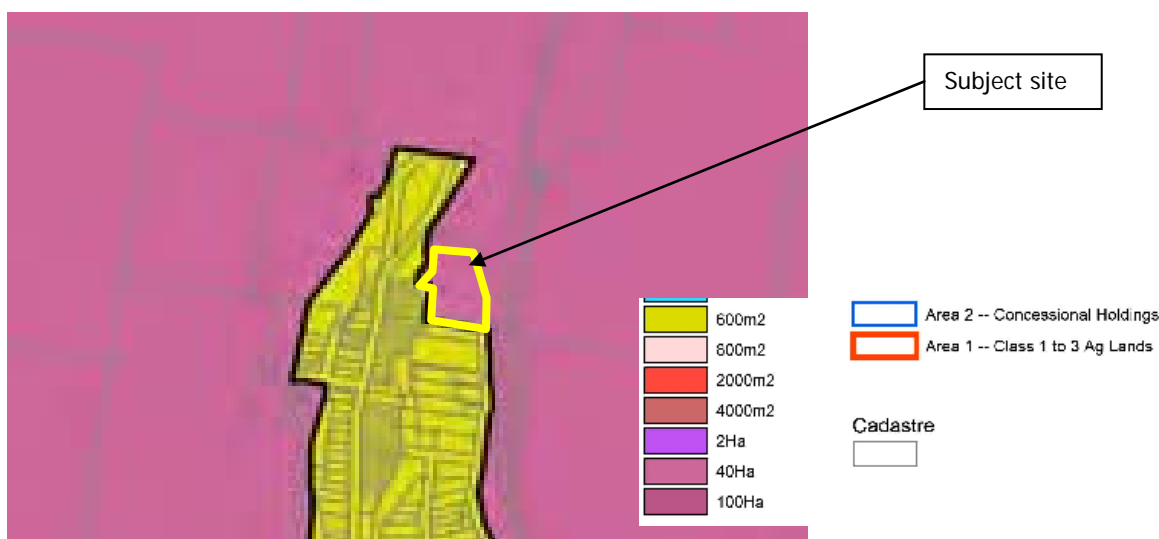 Subject site
600m2
800m2
2000m2
4000m2
2Ha
40Ha
100Ha
Area 2 -- Concessional Holdings
Area 1 -- Class 1 to 3 Ag Lands
Cadastre